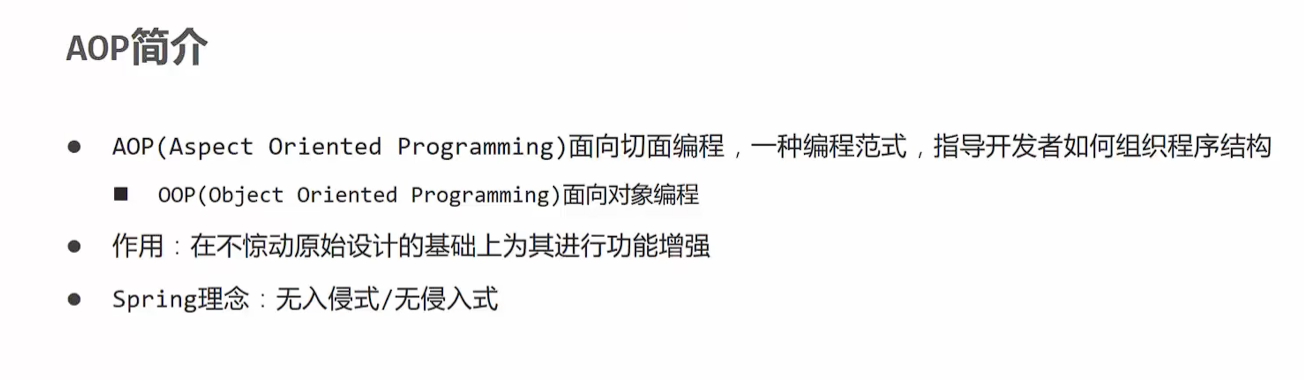 AOP简介
AOP(Aspect Oriented Programming)面向切面编程，一种编程范式，指导开发者如何组织程序结构
OOP(Object Oriented Programming)面向对象编程
作用：在不惊动原始设计的基础上为其进行功能增强
Spring理念：无入侵式/无侵入式